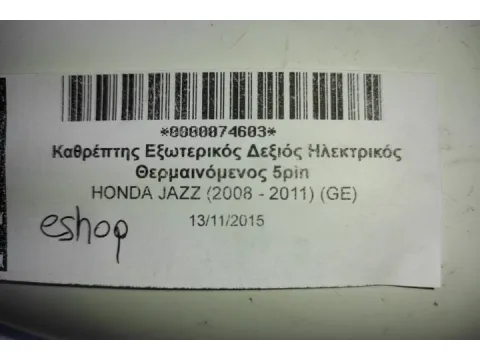 *0000074603*
Καθρέπτης Εξωτερικός Δεξιός Ηλεκτρικός
Θερμαινόμενος 5pin
HONDA JAZZ (2008 - 2011) (GE)
13/11/2015
eshop